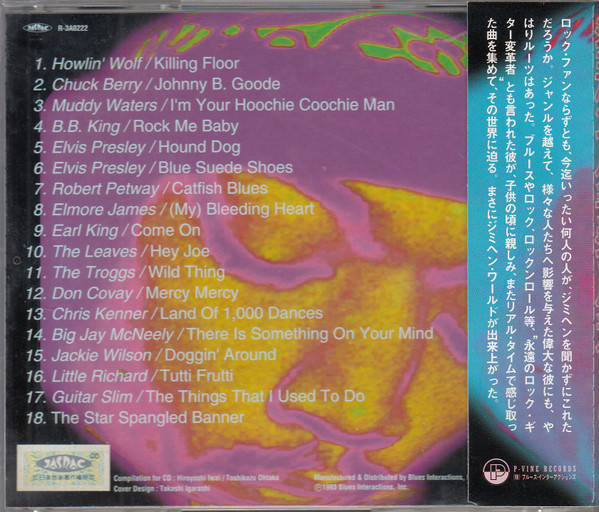 JASRAC
R-3A0222
1. Howlin' Wolf / Killing Floor
2. Chuck Berry / Johnny B. Goode
3. Muddy Waters / I'm Your Hoochie Coochie Man
4. B.B. King / Rock Me Baby
5. Elvis Presley / Hound Dog
6. Elvis Presley / Blue Suede Shoes
7. Robert Petway / Catfish Blues
8. Elmore James / (My) Bleeding Heart
9. Earl King / Come On
10. The Leaves / Hey Joe
11. The Troggs / Wild Thing
12. Don Covay / Mercy Mercy
13. Chris Kenner / Land Of 1,000 Dances
14. Big Jay McNeely / There Is Something On Your Mind
15. Jackie Wilson / Doggin' Around
16. Little Richard / Tutti Frutti
17. Guitar Slim / The Things That I Used To Do
18. The Star Spangled Banner
JASRAC
Compilation for CD : Hiroyoshi Iwai / Toshikazu Ohtaka
Cover Design : Takashi Igarashi
Manufactured & Distributed by Blues Interactions,
©1993 Blues Interactions, Inc.
ロック・ファンならずとも、今迄いったい何人の人が、ジミヘンを聞かずにこれた
だろうか。ジャンルを越えて、様々な人たちへ影響を与えた偉大な彼にも、や
はりルーツはあった。ブルースやロック、ロックンロール等、“永遠のロック・ギ
ター変革者”とも言われた彼が、子供の頃に親しみ、またリアル・タイムで感じ取っ
た曲を集めて、その世界に迫る。まさにジミヘン・ワールドが出来上がった。
P-VINE RECORDS
(株)ブルース・インターアクションズ